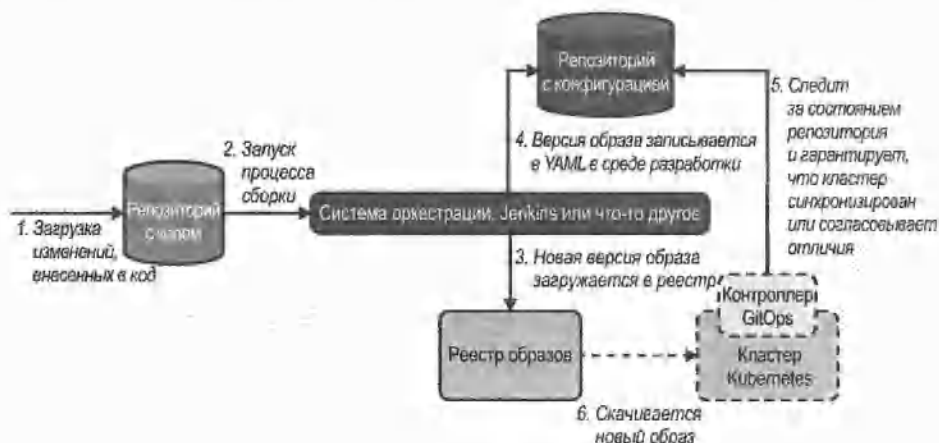 Репозиторий
с конфигурацией
5. Следит
за состоянием
репозитория
и гарантирует,
что кластер
синхронизирован
или согласовывает
отличия
2. Запуск
процесса
сборки
4. Версия образа записывается
в YAML в среде разработки
Репозиторий
с кодом
Система оркестрации, Jenkins или что-то другое
1. Загрузка
изменений,
внесенных в код
3. Новая версия образа
загружается в реестр
Контроллер
GitOps
Реестр образов
Кластер
Kubernetes
6. Скачивается
новый образ